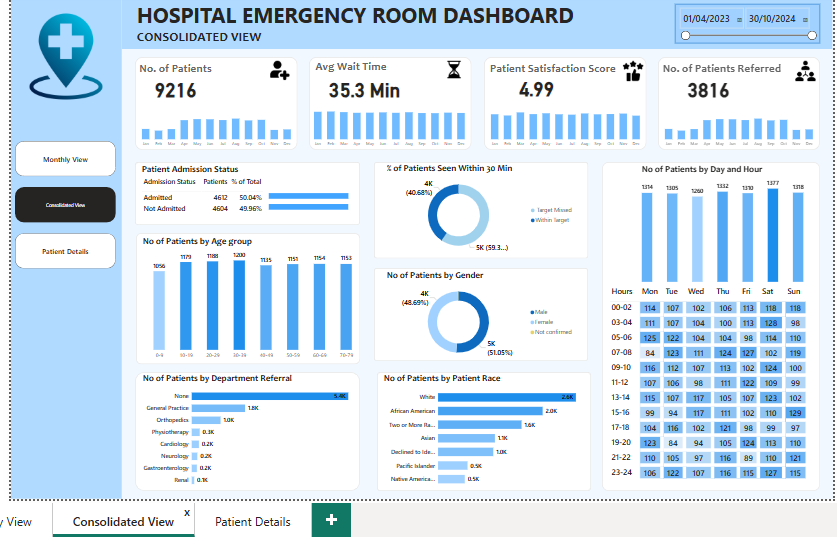 HOSPITAL EMERGENCY ROOM DASHBOARD
CONSOLIDATED VIEW
01/04/2023 30/10/2024
No. of Patients
9216
Jan Feb Mar Apr May Jun Jul Aug Sep Oct Nov Dec
Avg Wait Time
35.3 Min
Jan Feb Mar Apr May Jun Jul Aug Sep Oct Nov Dec
Patient Satisfaction Score
4.99
Jan Feb Mar Apr May Jun Jul Aug Sep Oct Nov Dec
No. of Patients Referred
3816
Jan Feb Mar Apr May Jun Jul Aug Sep Oct Nov Dec
Monthly View
Consolidated View
Patient Details
Patient Admission Status
Admission Status Patients % of Total
Admitted 4612 50.04%
Not Admitted 4604 49.96%
No of Patients by Age group
1056 1179 1188 1200 1135 1151 1154 1153
0-9 10-19 20-29 30-39 40-49 50-59 60-69 70-79
No of Patients by Department Referral
None 5.4K
General Practice 1.8K
Orthopedics 1.0K
Physiotherapy 0.3K
Cardiology 0.2K
Neurology 0.2K
Gastroenterology 0.2K
Renal 0.1K
% of Patients Seen Within 30 Min
4K
(40.68%)
Target Missed
Within Target
5K (59.3...)
No of Patients by Gender
4K
(48.69%)
Male
Female
Not confirmed
5K
(51.05%)
No of Patients by Patient Race
White 2.6K
African American 2.0K
Two or More Ra... 1.6K
Asian 1.1K
Declined to Ide... 1.0K
Pacific Islander 0.5K
Native America... 0.5K
No of Patients by Day and Hour
1314 1305 1260 1332 1310 1377 1318
Hours Mon Tue Wed Thu Fri Sat Sun
00-02 114 107 102 106 113 118 118
03-04 111 107 104 100 113 128 98
05-06 125 122 104 104 98 114 110
07-08 84 123 111 124 127 102 119
09-10 116 112 107 113 102 124 100
11-12 107 106 98 111 122 109 99
13-14 115 107 117 105 107 123 102
15-16 99 94 117 111 102 110 129
17-18 104 116 102 121 98 99 97
19-20 123 84 94 105 124 113 110
21-22 110 105 97 116 89 110 121
23-24 106 122 107 116 115 127 115
y View
Consolidated View x
Patient Details
+